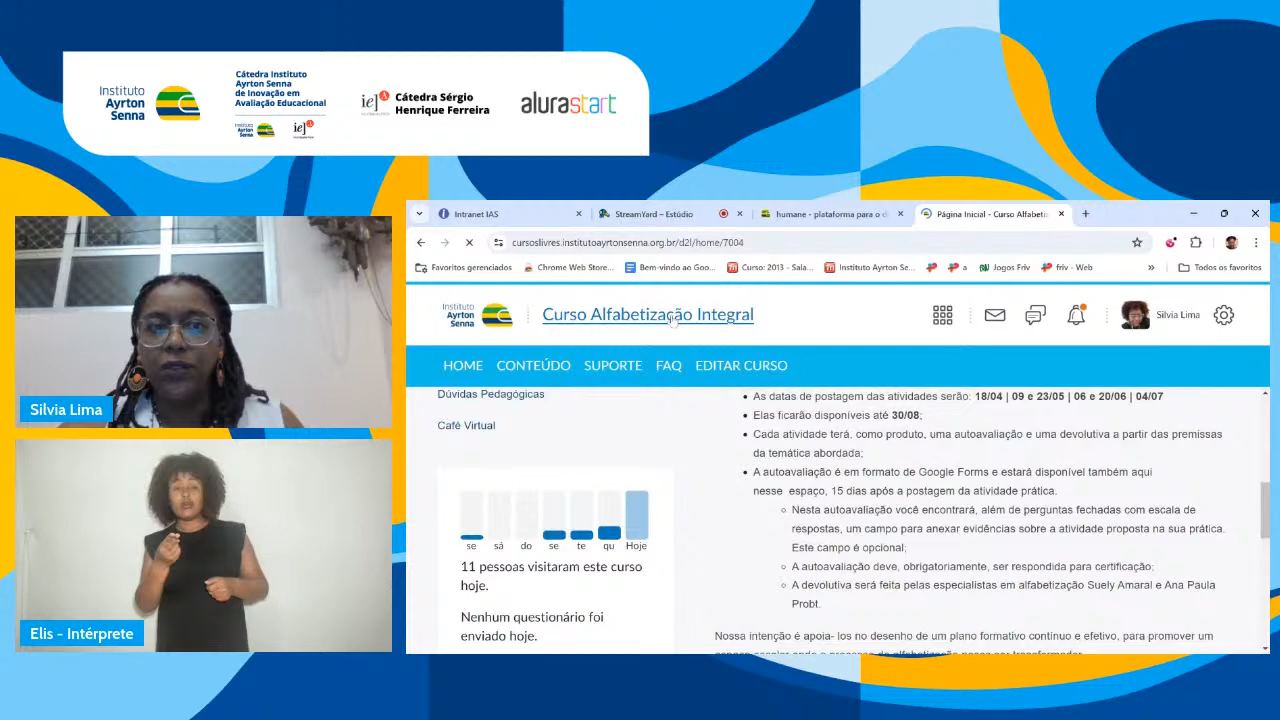 Instituto
Ayrton
Senna
Cátedra Instituto
Ayrton Senna
de Inovação em
Avaliação Educacional
Instituto
Ayrton
Senna
iea
iea
Cátedra Sérgio
Henrique Ferreira
alurastart
Silvia Lima
Elis - Intérprete
Intranet IAS
StreamYard - Estúdio
humane - plataforma para o d
Página Inicial - Curso Alfabeti
cursoslivres.institutoayrtonsenna.org.br/d2l/home/7004
Favoritos gerenciados
Chrome Web Store...
Bem-vindo ao Goo...
Curso: 2013 - Sala...
Instituto Ayrton Se...
a
Jogos Friv
friv - Web
»
Todos os favoritos
Instituto
Ayrton
Senna
Curso Alfabetização Integral
Silvia Lima
HOME CONTEÚDO SUPORTE FAQ EDITAR CURSO
Dúvidas Pedagógicas
Café Virtual
se sá do se te qu Hoje
11 pessoas visitaram este curso
hoje.
Nenhum questionário foi
enviado hoje.
As datas de postagem das atividades serão: 18/04 | 09 e 23/05 | 06 e 20/06 | 04/07
Elas ficarão disponíveis até 30/08;
Cada atividade terá, como produto, uma autoavaliação e uma devolutiva a partir das premissas
da temática abordada;
A autoavaliação é em formato de Google Forms e estará disponível também aqui
nesse espaço, 15 dias após a postagem da atividade prática.
Nesta autoavaliação você encontrará, além de perguntas fechadas com escala de
respostas, um campo para anexar evidências sobre a atividade proposta na sua prática.
Este campo é opcional;
A autoavaliação deve, obrigatoriamente, ser respondida para certificação;
A devolutiva será feita pelas especialistas em alfabetização Suely Amaral e Ana Paula
Probt.
Nossa intenção é apoia- los no desenho de um plano formativo contínuo e efetivo, para promover um